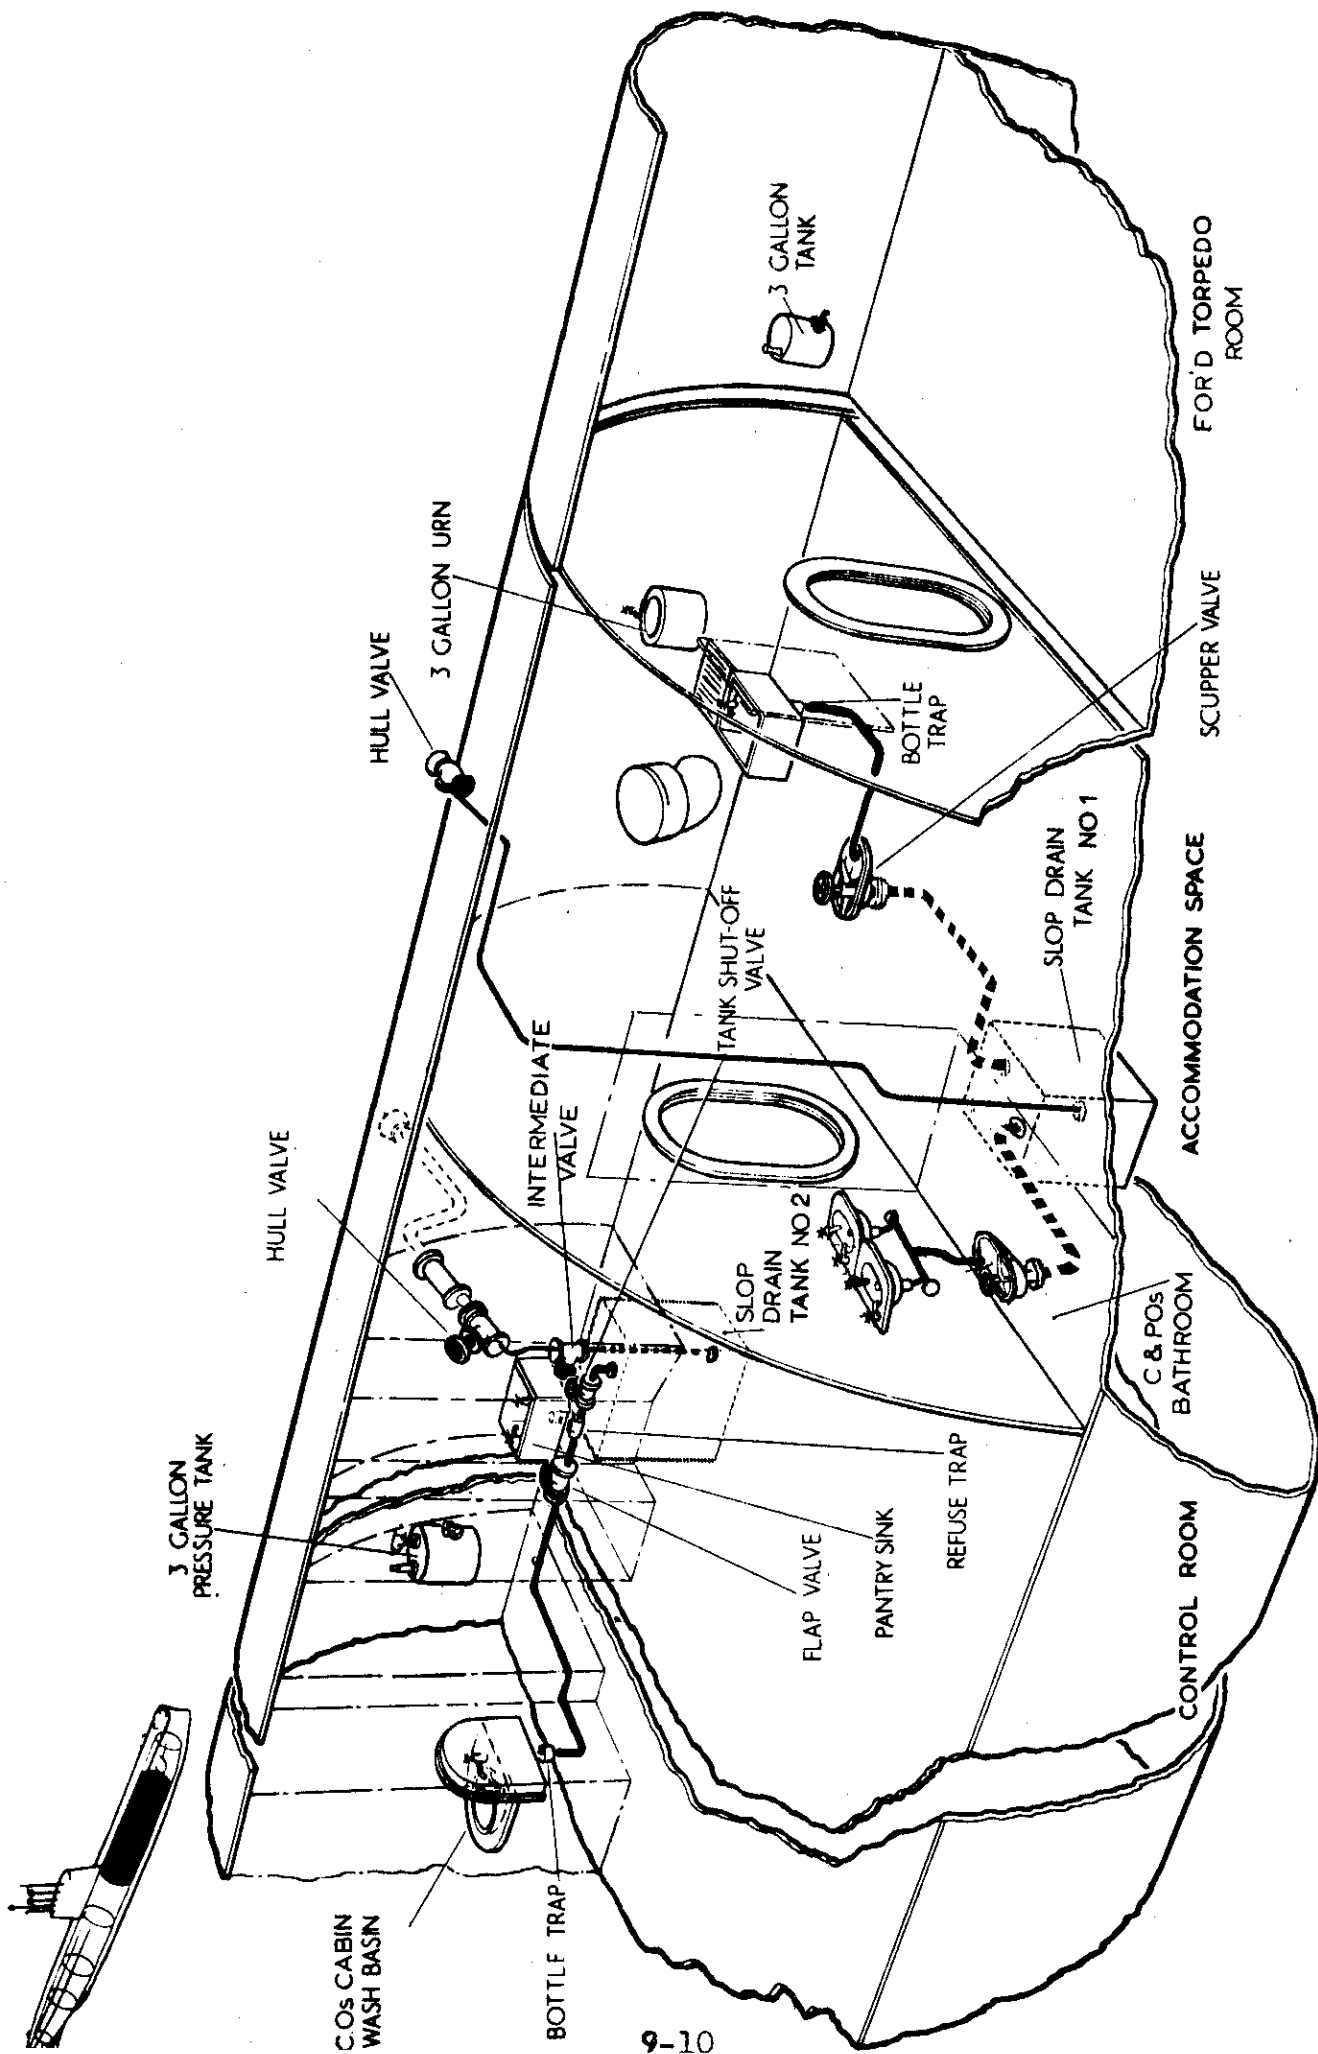 C.Os CABIN
WASH BASIN
BOTTLE TRAP
3 GALLON
PRESSURE TANK
HULL VALVE
INTERMEDIATE
VALVE
HULL VALVE
3 GALLON URN
3 GALLON
TANK
TANK SHUT-OFF
VALVE
BOTTLE
TRAP
SLOP
DRAIN
TANK NO 2
FLAP VALVE
PANTRY SINK
REFUSE TRAP
C & POs
BATHROOM
SLOP DRAIN
TANK NO 1
SCUPPER VALVE
CONTROL ROOM
ACCOMMODATION SPACE
FOR'D TORPEDO
ROOM
9-10